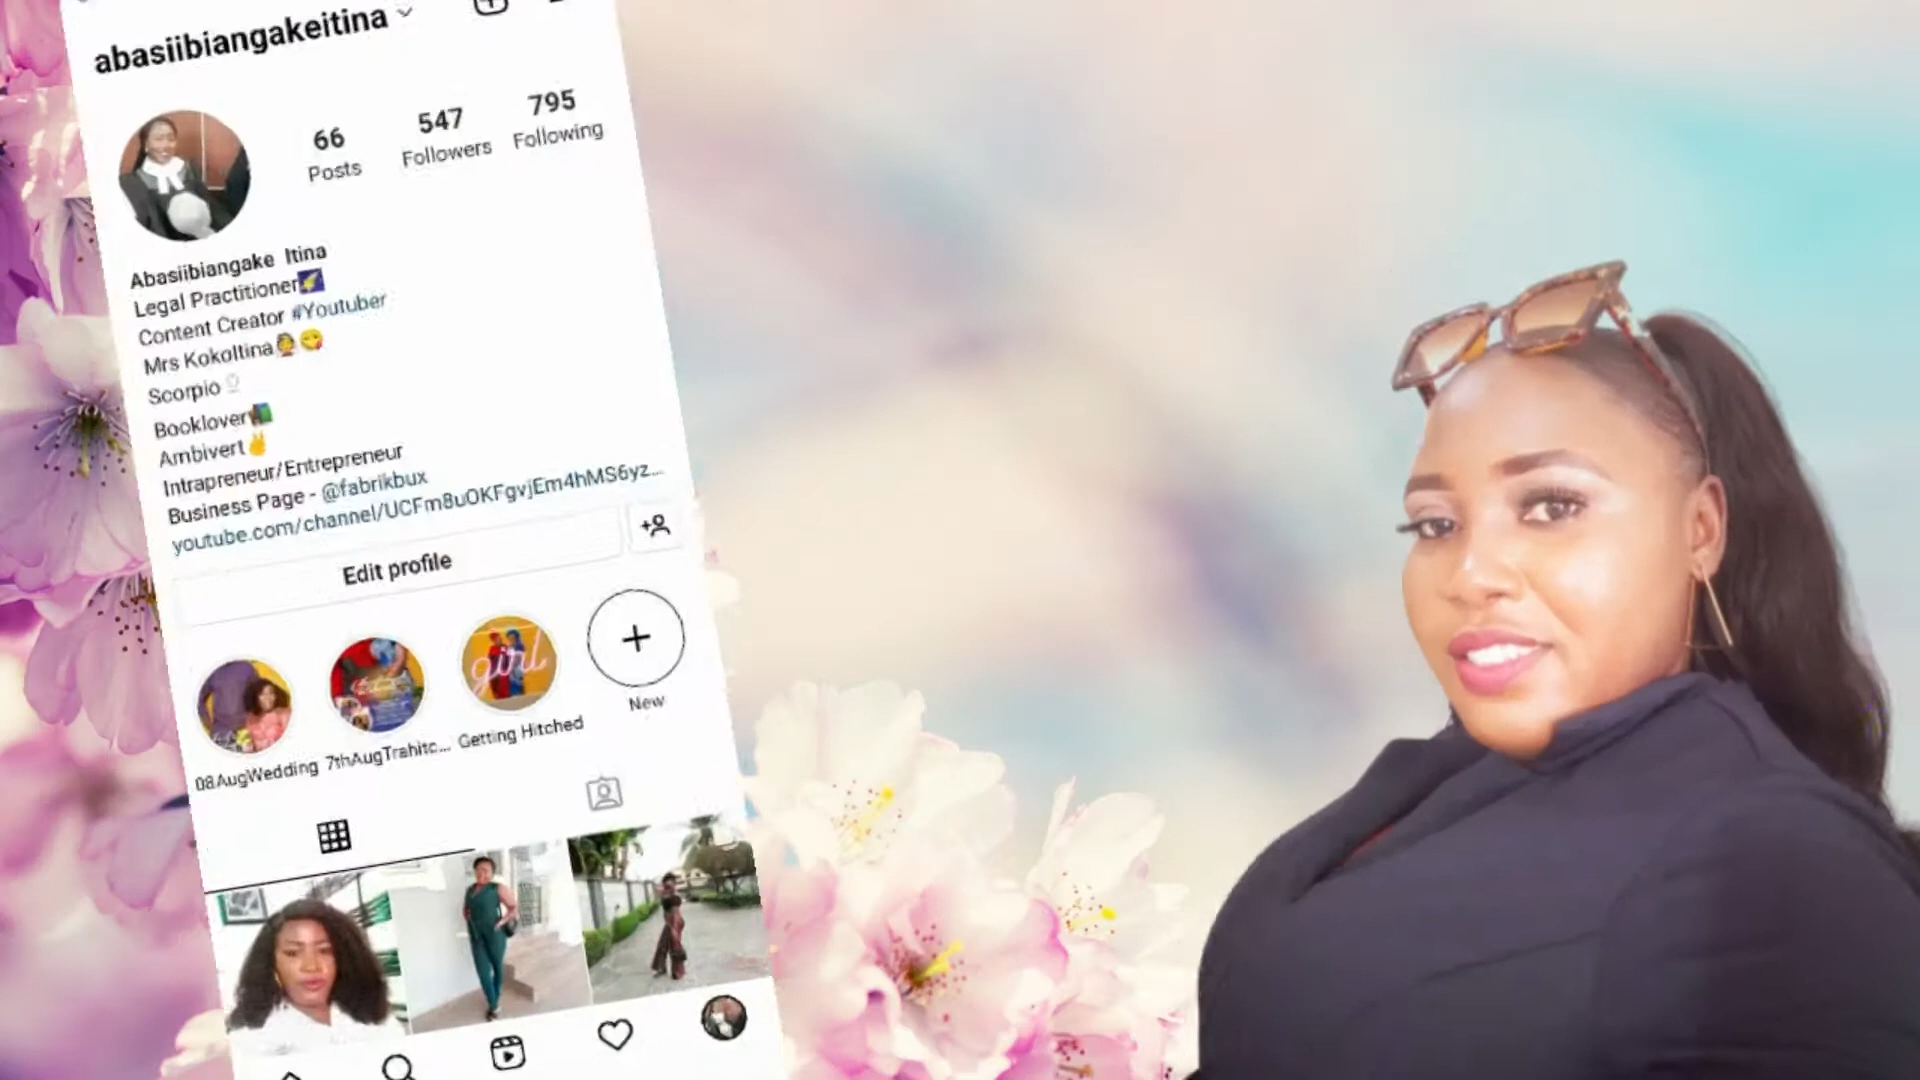 abasiibiangakeitina
66
Posts
547
Followers
795
Following
Abasiibiangake Itina
Legal Practitioner🌠
Content Creator #Youtuber
Mrs KokoItina👰😋
Scorpio
Booklover📚
Ambivert✌
Intrapreneur/Entrepreneur
Business Page - @fabrikbux
youtube.com/channel/UCFm8uOKFgvjEm4hMS6yz...
Edit profile
girl
08AugWedding
7thAugTrahitc...
Getting Hitched
New